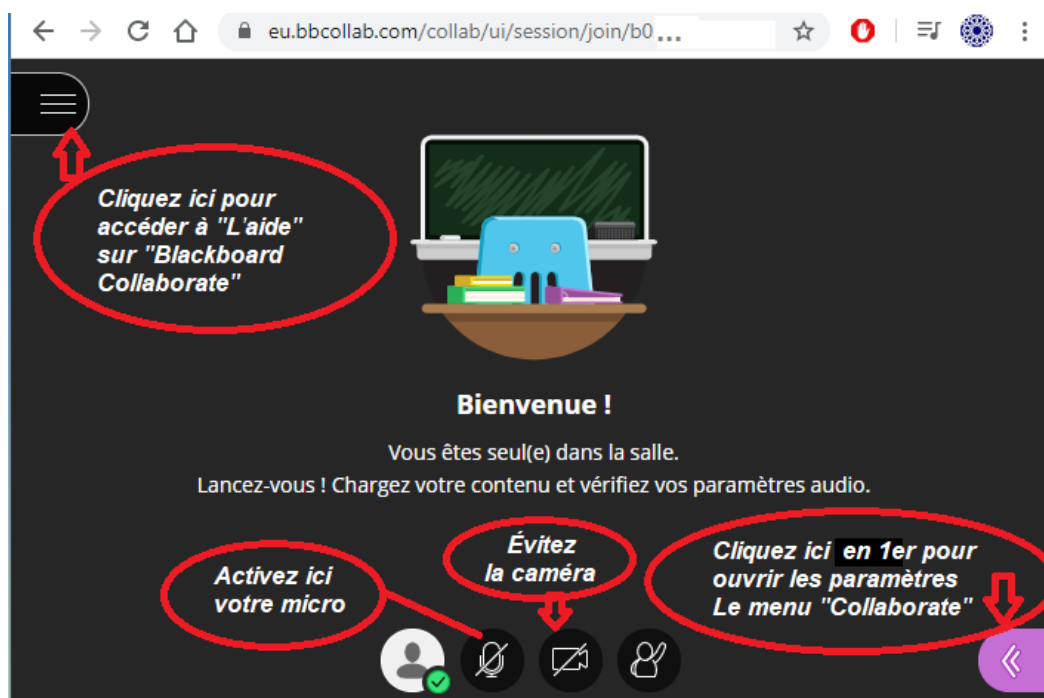 eu.bbcollab.com/collab/ui/session/join/b0...
Cliquez ici pour
accéder à "L'aide"
sur "Blackboard
Collaborate"
Bienvenue !
Vous êtes seul(e) dans la salle.
Lancez-vous ! Chargez votre contenu et vérifiez vos paramètres audio.
Activez ici
votre micro
Évitez
la caméra
Cliquez ici en 1er pour
ouvrir les paramètres
Le menu "Collaborate"